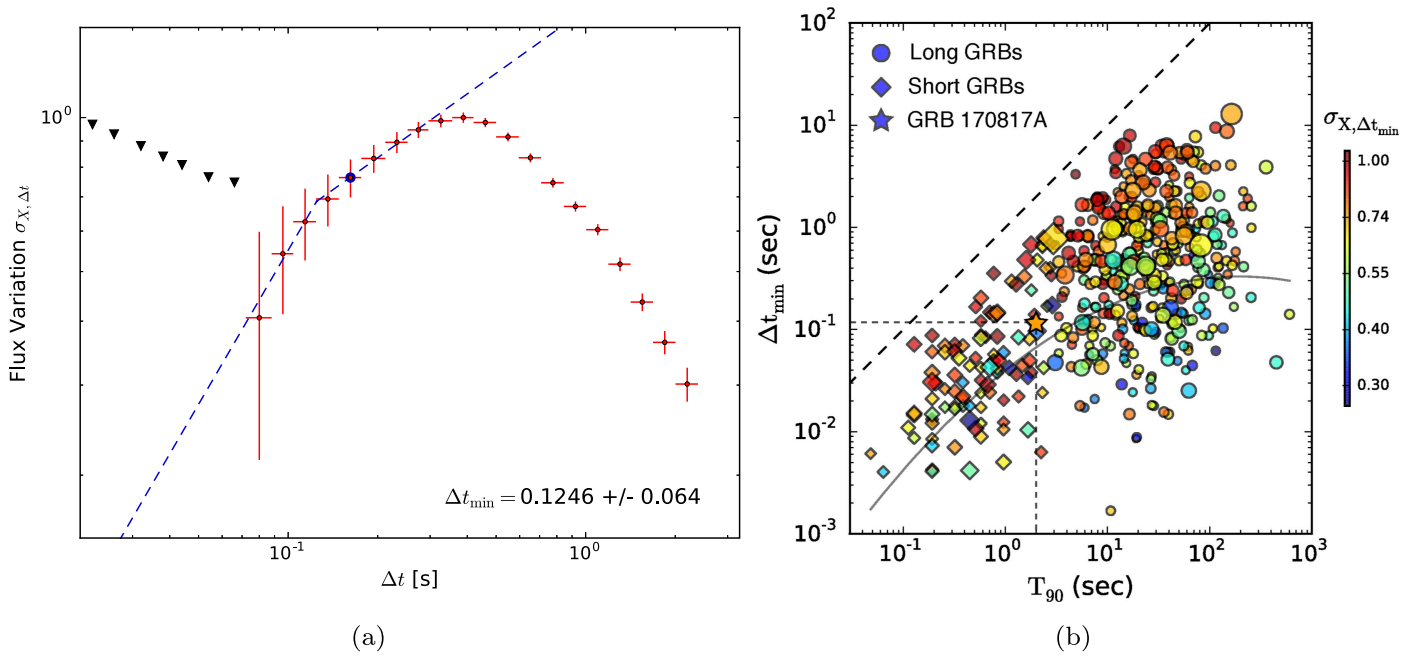 10⁰
Flux Variation σ_{X, Δt}
Δt_min = 0.1246 +/- 0.064
10⁻¹
10⁰
Δt [s]
(a)
10²
10¹
10⁰
10⁻¹
10⁻²
10⁻³
Δt_min (sec)
Long GRBs
Short GRBs
GRB 170817A
10⁻¹
10⁰
10¹
10²
10³
T₉₀ (sec)
σ_{X,Δt_min}
1.00
0.74
0.55
0.40
0.30
(b)